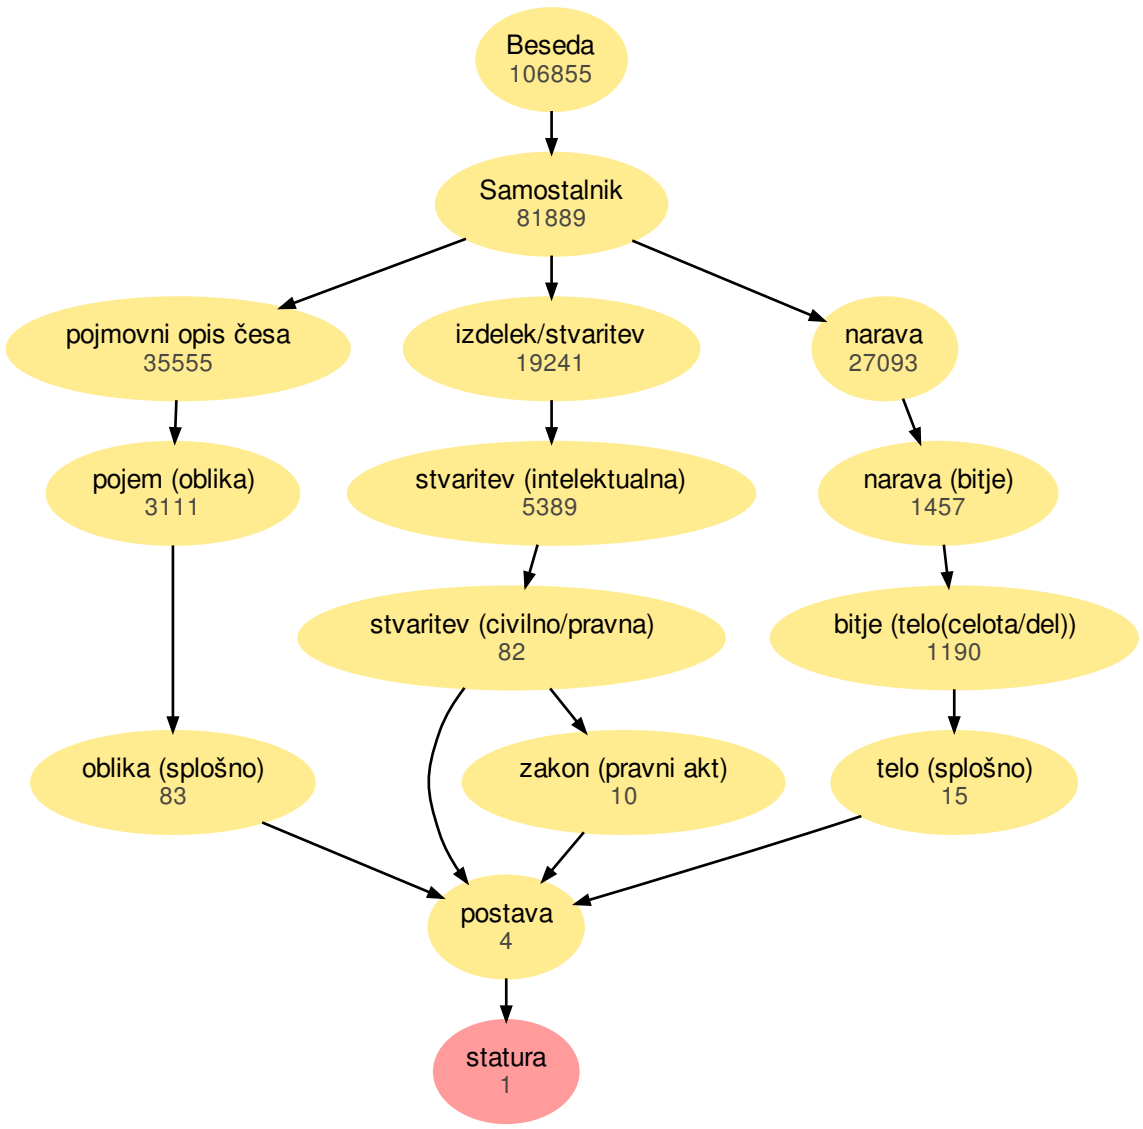 Beseda
106855
Samostalnik
81889
pojmovni opis česa
35555
izdelek/stvaritev
19241
narava
27093
pojem (oblika)
3111
stvaritev (intelektualna)
5389
narava (bitje)
1457
stvaritev (civilno/pravna)
82
bitje (telo(celota/del))
1190
oblika (splošno)
83
zakon (pravni akt)
10
telo (splošno)
15
postava
4
statura
1